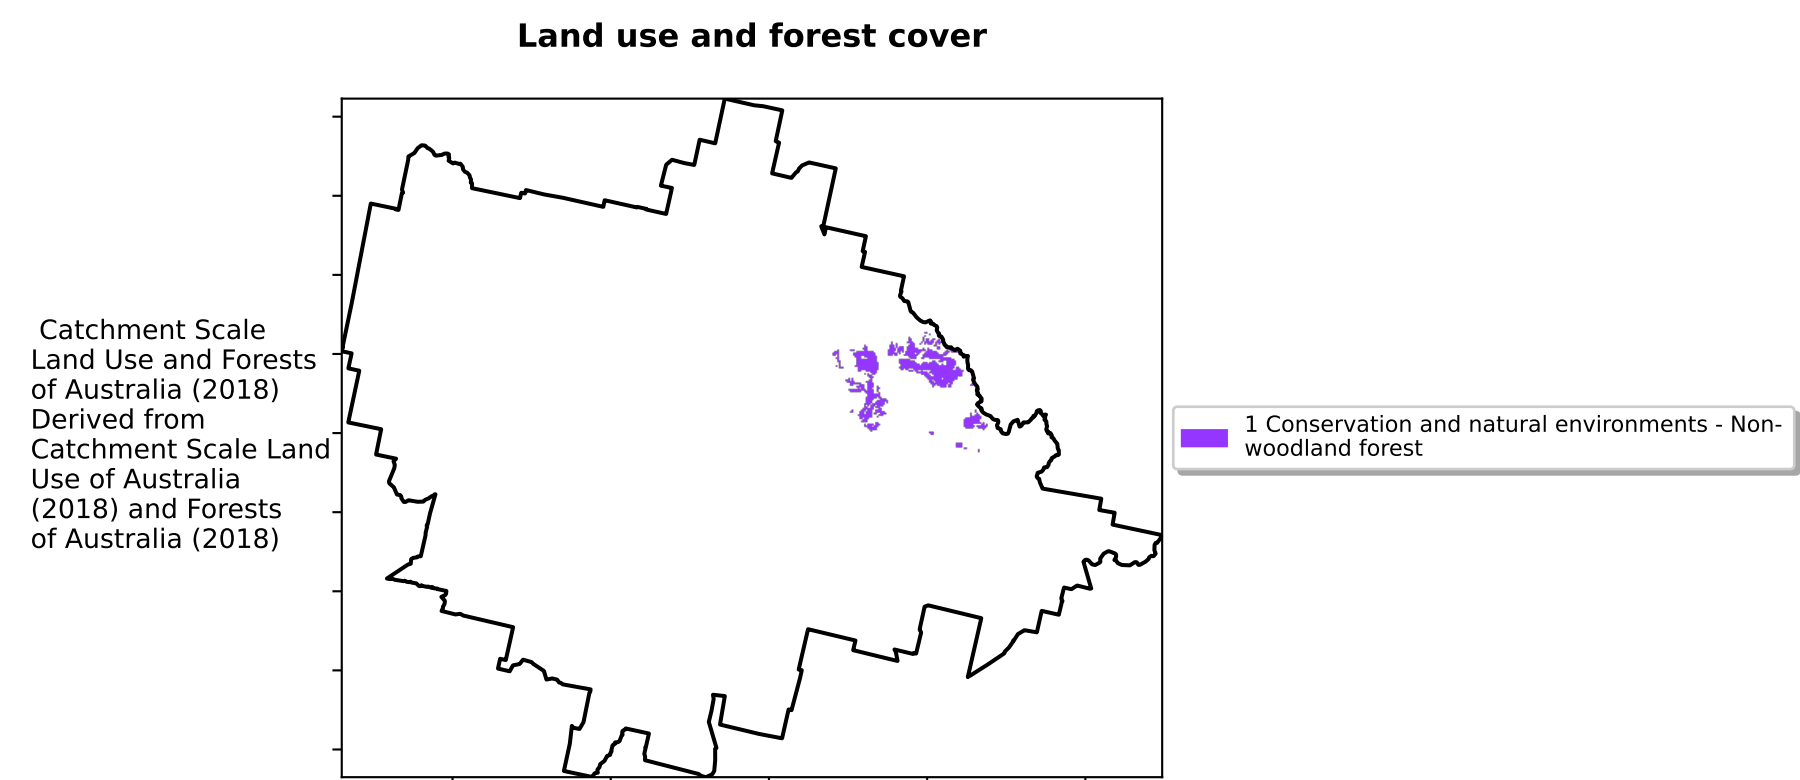 Land use and forest cover
Catchment Scale
Land Use and Forests
of Australia (2018)
Derived from
Catchment Scale Land
Use of Australia
(2018) and Forests
of Australia (2018)
1 Conservation and natural environments - Non-
woodland forest